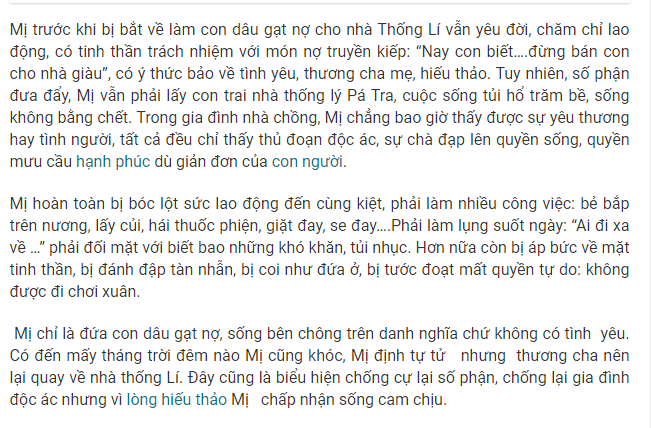 Mị trước khi bị bắt về làm con dâu gạt nợ cho nhà Thống Lí vẫn yêu đời, chăm chỉ lao
động, có tinh thần trách nhiệm với món nợ truyền kiếp: “Nay con biết....đừng bán con
cho nhà giàu”, có ý thức bảo về tình yêu, thương cha mẹ, hiếu thảo. Tuy nhiên, số phận
đưa đẩy, Mị vẫn phải lấy con trai nhà thống lý Pá Tra, cuộc sống tủi hổ trăm bề, sống
không bằng chết. Trong gia đình nhà chồng, Mị chẳng bao giờ thấy được sự yêu thương
hay tình người, tất cả đều chỉ thấy thủ đoạn độc ác, sự chà đạp lên quyền sống, quyền
mưu cầu hạnh phúc dù giản đơn của con người.
Mị hoàn toàn bị bóc lột sức lao động đến cùng kiệt, phải làm nhiều công việc: bẻ bắp
trên nương, lấy củi, hái thuốc phiện, giặt đay, se đay....Phải làm lụng suốt ngày: “Ai đi xa
về ...” phải đối mặt với biết bao những khó khăn, tủi nhục. Hơn nữa còn bị áp bức về mặt
tinh thần, bị đánh đập tàn nhẫn, bị coi như đứa ở, bị tước đoạt mất quyền tự do: không
được đi chơi xuân.
Mị chỉ là đứa con dâu gạt nợ, sống bên chông trên danh nghĩa chứ không có tình yêu.
Có đến mấy tháng trời đêm nào Mị cũng khóc, Mị định tự tử nhưng thương cha nên
lại quay về nhà thống Lí. Đây cũng là biểu hiện chống cự lại số phận, chống lại gia đình
độc ác nhưng vì lòng hiếu thảo Mị chấp nhận sống cam chịu.